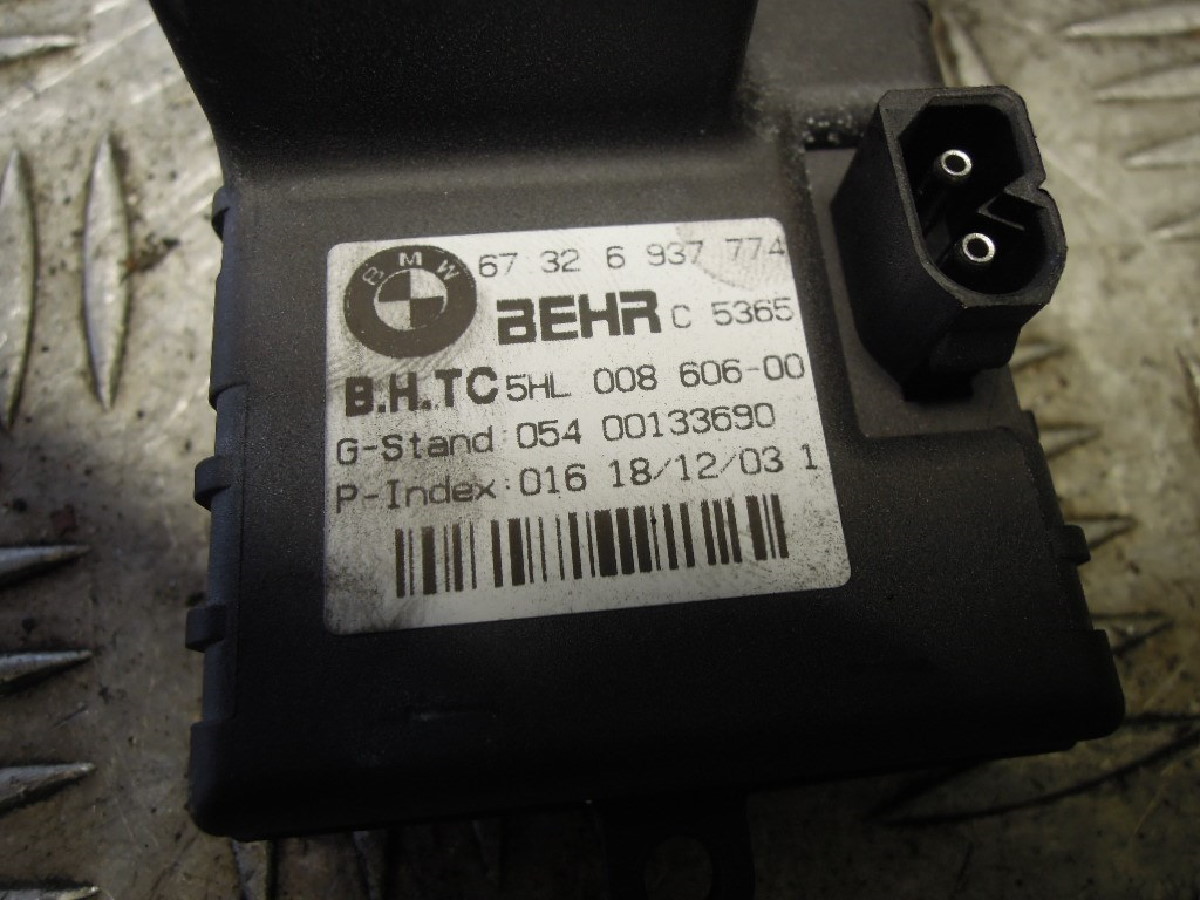 BMW 67 32 6 937 774
BEHR C 5365
B.H.TC 5HL 008 606-00
G-Stand:054 00133690
P-Index:016 18/12/03 1